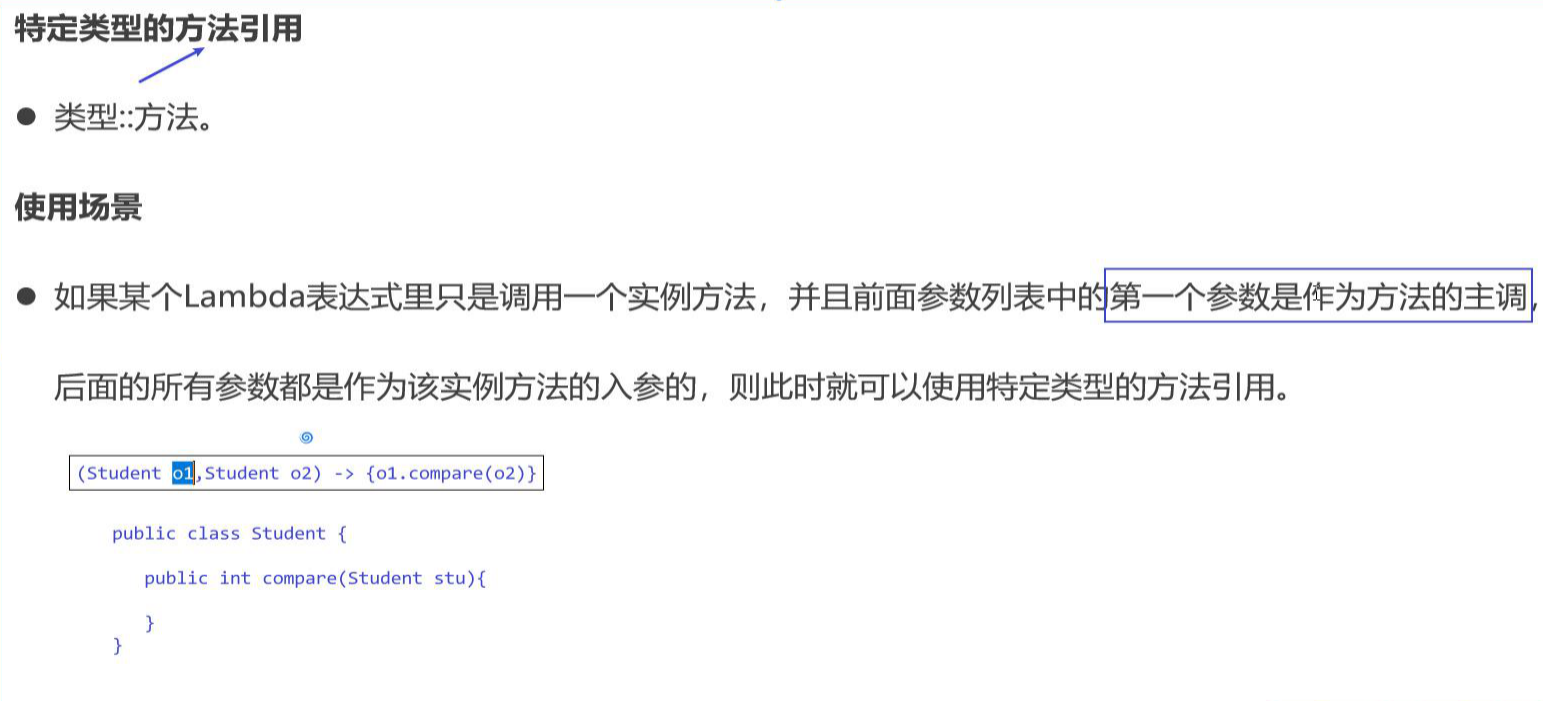 特定类型的方法引用
● 类型::方法。
使用场景
● 如果某个Lambda表达式里只是调用一个实例方法，并且前面参数列表中的第一个参数是作为方法的主调，
后面的所有参数都是作为该实例方法的入参的，则此时就可以使用特定类型的方法引用。
(Student o1,Student o2) -> {o1.compare(o2)}
public class Student {
public int compare(Student stu){
}
}